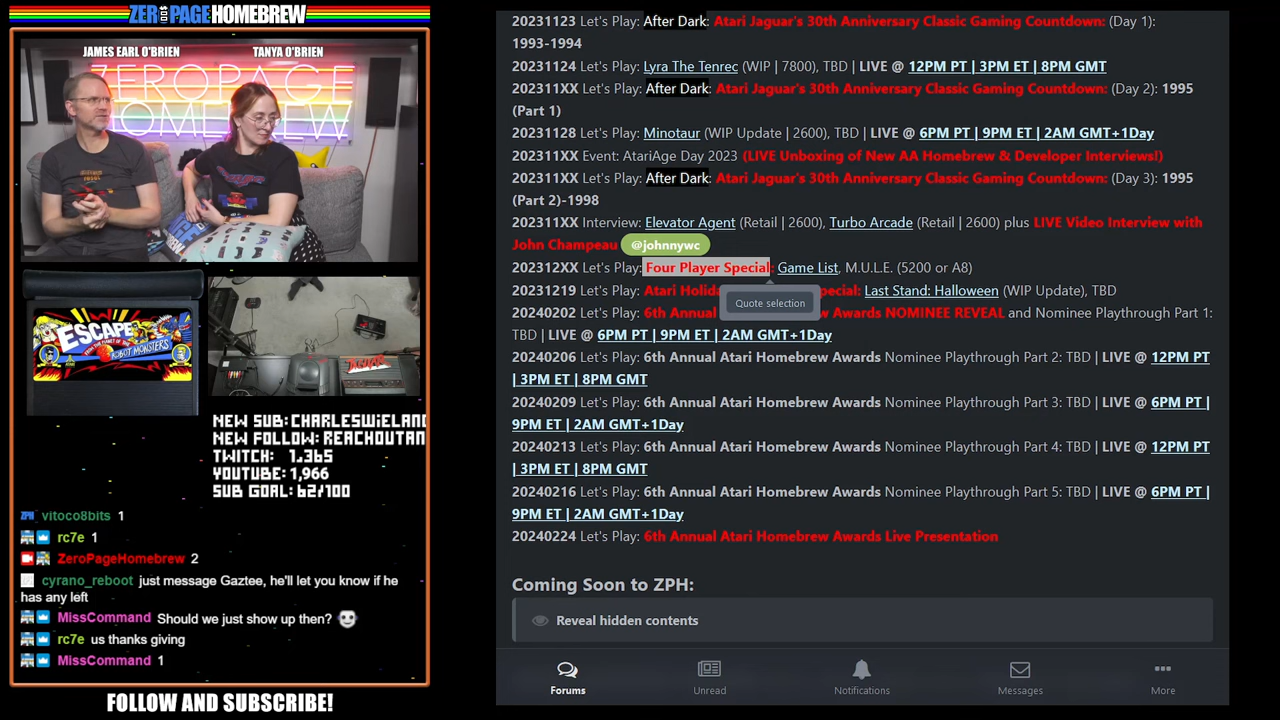 ZEROPAGE HOMEBREW
JAMES EARL O'BRIEN
TANYA O'BRIEN
ZEROPAGE
HOMEBREW
ESCAPE
FROM THE PLANET OF THE
ROBOT MONSTERS
NEW SUB: CHARLESWIELAN
NEW FOLLOW: REACHOUTAN
TWITCH: 1,365
YOUTUBE: 1,966
SUB GOAL: 62/100
vitoco8bits 1
rc7e 1
ZeroPageHomebrew 2
cyrano_reboot just message Gaztee, he'll let you know if he
has any left
MissCommand Should we just show up then?
rc7e us thanks giving
MissCommand 1
FOLLOW AND SUBSCRIBE!
20231123 Let's Play: After Dark: Atari Jaguar's 30th Anniversary Classic Gaming Countdown: (Day 1):
1993-1994
20231124 Let's Play: Lyra The Tenrec (WIP | 7800), TBD | LIVE @ 12PM PT | 3PM ET | 8PM GMT
202311XX Let's Play: After Dark: Atari Jaguar's 30th Anniversary Classic Gaming Countdown: (Day 2): 1995
(Part 1)
20231128 Let's Play: Minotaur (WIP Update | 2600), TBD | LIVE @ 6PM PT | 9PM ET | 2AM GMT+1Day
202311XX Event: AtariAge Day 2023 (LIVE Unboxing of New AA Homebrew & Developer Interviews!)
202311XX Let's Play: After Dark: Atari Jaguar's 30th Anniversary Classic Gaming Countdown: (Day 3): 1995
(Part 2)-1998
202311XX Interview: Elevator Agent (Retail | 2600), Turbo Arcade (Retail | 2600) plus LIVE Video Interview with
John Champeau @johnnywc
202312XX Let's Play: Four Player Special: Game List, M.U.L.E. (5200 or A8)
Quote selection
20231219 Let's Play: Atari Holida pecial: Last Stand: Halloween (WIP Update), TBD
20240202 Let's Play: 6th Annual Atari Homebrew Awards NOMINEE REVEAL and Nominee Playthrough Part 1:
TBD | LIVE @ 6PM PT | 9PM ET | 2AM GMT+1Day
20240206 Let's Play: 6th Annual Atari Homebrew Awards Nominee Playthrough Part 2: TBD | LIVE @ 12PM PT
| 3PM ET | 8PM GMT
20240209 Let's Play: 6th Annual Atari Homebrew Awards Nominee Playthrough Part 3: TBD | LIVE @ 6PM PT |
9PM ET | 2AM GMT+1Day
20240213 Let's Play: 6th Annual Atari Homebrew Awards Nominee Playthrough Part 4: TBD | LIVE @ 12PM PT
| 3PM ET | 8PM GMT
20240216 Let's Play: 6th Annual Atari Homebrew Awards Nominee Playthrough Part 5: TBD | LIVE @ 6PM PT |
9PM ET | 2AM GMT+1Day
20240224 Let's Play: 6th Annual Atari Homebrew Awards Live Presentation
Coming Soon to ZPH:
Reveal hidden contents
Forums
Unread
Notifications
Messages
More